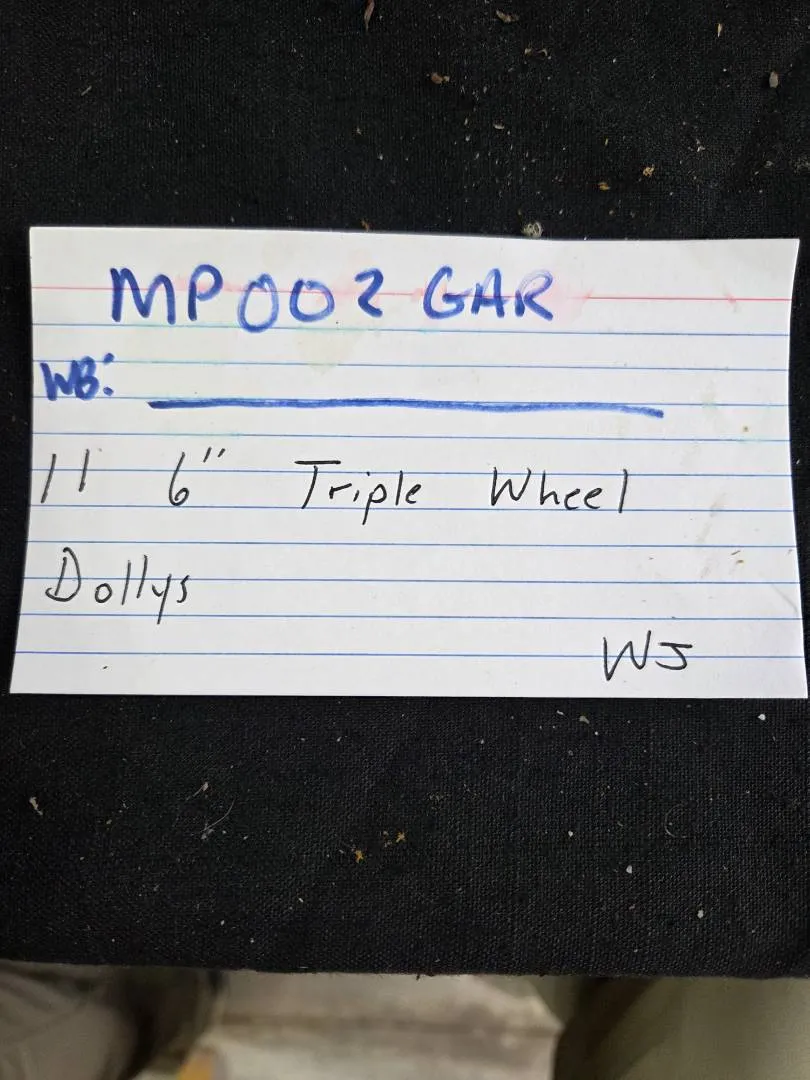 MP002 GAR
WB:
11 6" Triple Wheel
Dollys
WJ